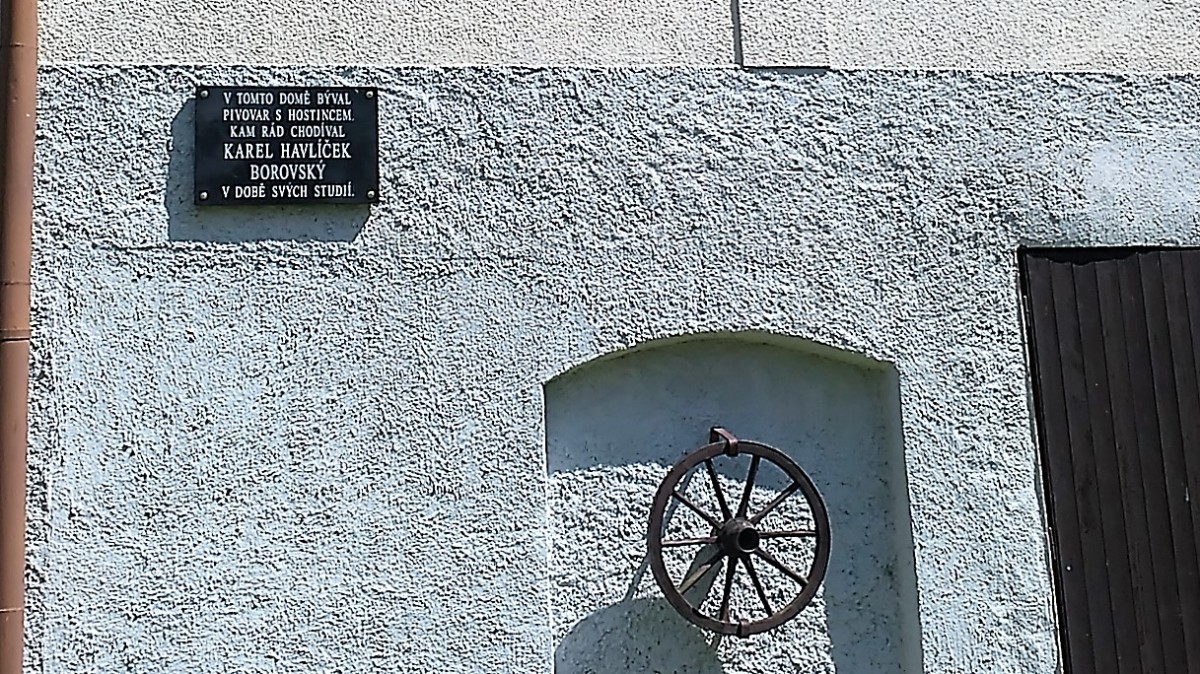 V TOMTO DOMĚ BÝVAL
PIVOVAR S HOSTINCEM.
KAM RÁD CHODÍVAL
KAREL HAVLÍČEK
BOROVSKÝ
V DOBĚ SVÝCH STUDIÍ.